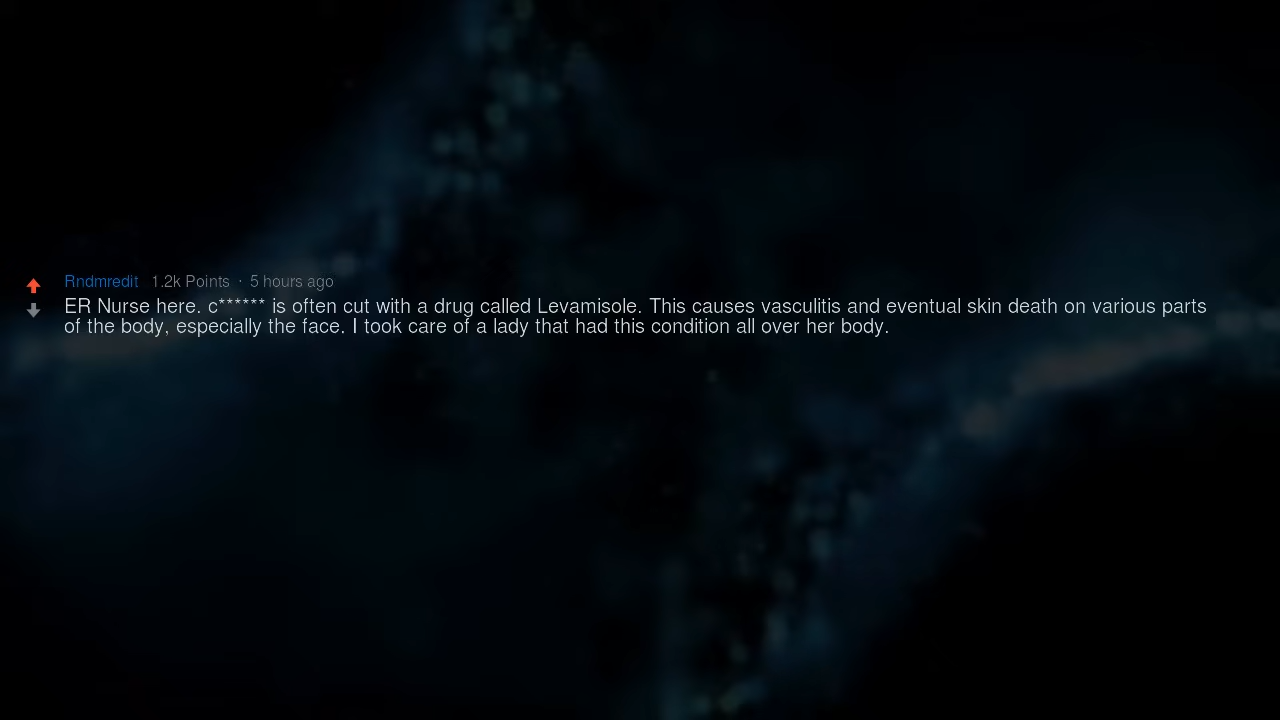 Rndmredit 1.2k Points · 5 hours ago
ER Nurse here. c****** is often cut with a drug called Levamisole. This causes vasculitis and eventual skin death on various parts
of the body, especially the face. I took care of a lady that had this condition all over her body.